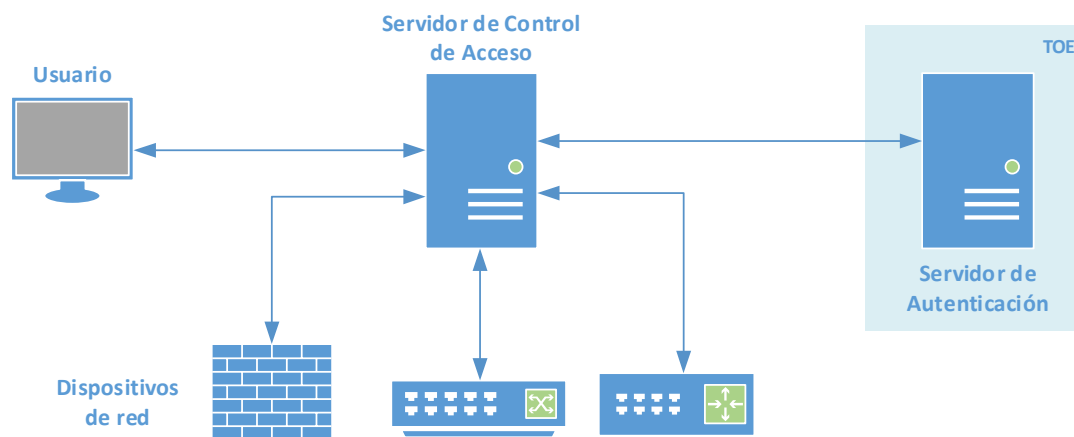 Servidor de Control
de Acceso
TOE
Usuario
Servidor de
Autenticación
Dispositivos
de red